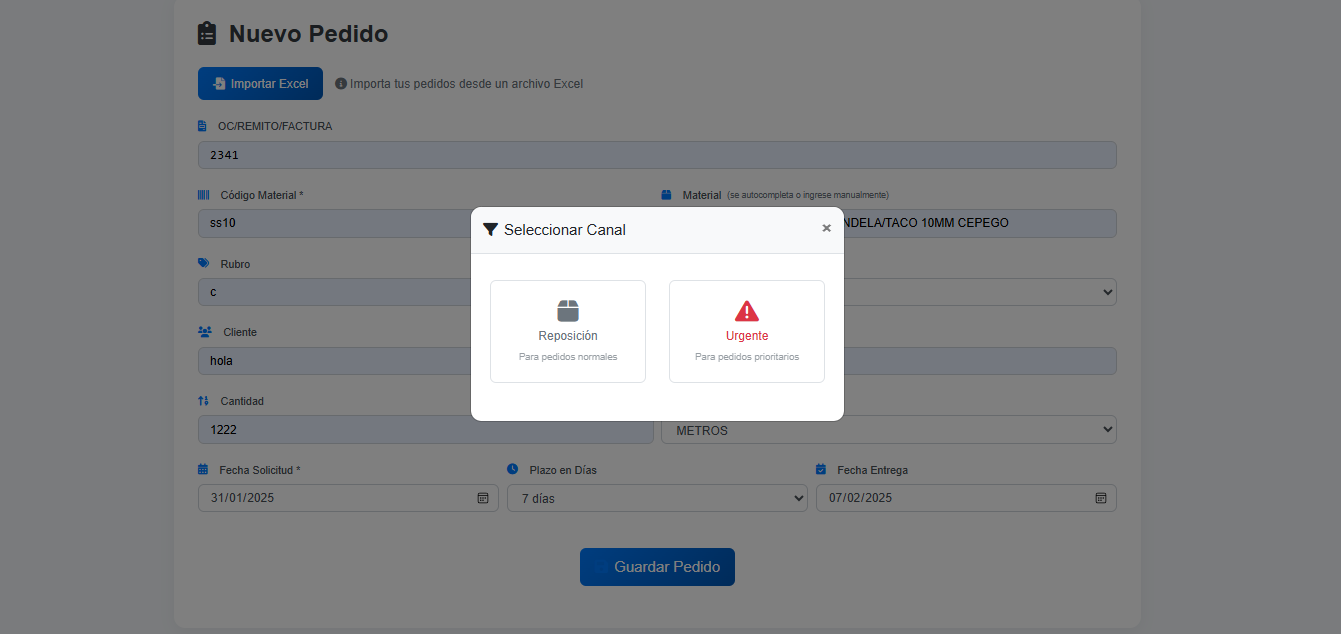 Nuevo Pedido
Importar Excel
Importa tus pedidos desde un archivo Excel
OC/REMITO/FACTURA
2341
Código Material *
Material (se autocompleta o ingrese manualmente)
ss10
CEPEGO
Seleccionar Canal
×
Rubro
c
Reposición
Para pedidos normales
Urgente
Para pedidos prioritarios
Cliente
hola
Cantidad
1222
METROS
Fecha Solicitud *
Plazo en Días
Fecha Entrega
31/01/2025
7 días
07/02/2025
Guardar Pedido